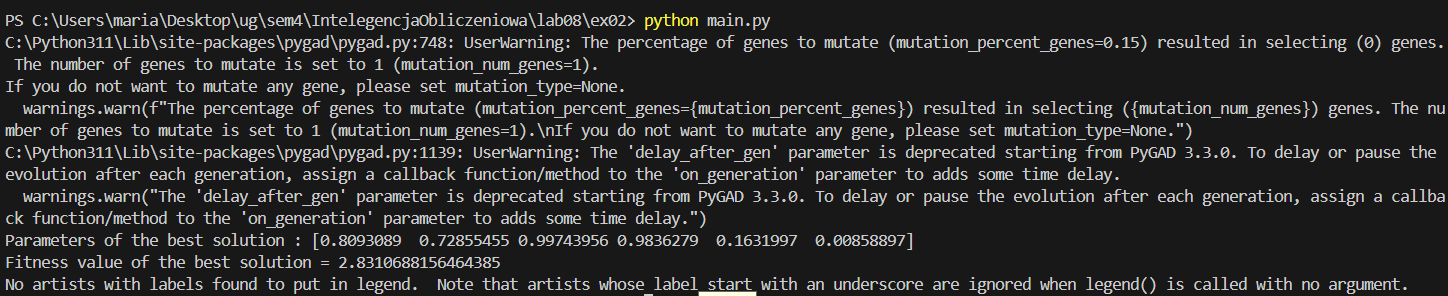 PS C:\Users\maria\Desktop\ug\sem4\IntelegencjaObliczeniowa\lab08\ex02> python main.py
C:\Python311\Lib\site-packages\pygad\pygad.py:748: UserWarning: The percentage of genes to mutate (mutation_percent_genes=0.15) resulted in selecting (0) genes.
 The number of genes to mutate is set to 1 (mutation_num_genes=1).
If you do not want to mutate any gene, please set mutation_type=None.
  warnings.warn(f"The percentage of genes to mutate (mutation_percent_genes={mutation_percent_genes}) resulted in selecting ({mutation_num_genes}) genes. The nu
mber of genes to mutate is set to 1 (mutation_num_genes=1).\nIf you do not want to mutate any gene, please set mutation_type=None.")
C:\Python311\Lib\site-packages\pygad\pygad.py:1139: UserWarning: The 'delay_after_gen' parameter is deprecated starting from PyGAD 3.3.0. To delay or pause the
evolution after each generation, assign a callback function/method to the 'on_generation' parameter to adds some time delay.
  warnings.warn("The 'delay_after_gen' parameter is deprecated starting from PyGAD 3.3.0. To delay or pause the evolution after each generation, assign a callba
ck function/method to the 'on_generation' parameter to adds some time delay.")
Parameters of the best solution : [0.8093089  0.72855455 0.99743956 0.9836279  0.1631997  0.00858897]
Fitness value of the best solution = 2.8310688156464385
No artists with labels found to put in legend.  Note that artists whose label start with an underscore are ignored when legend() is called with no argument.